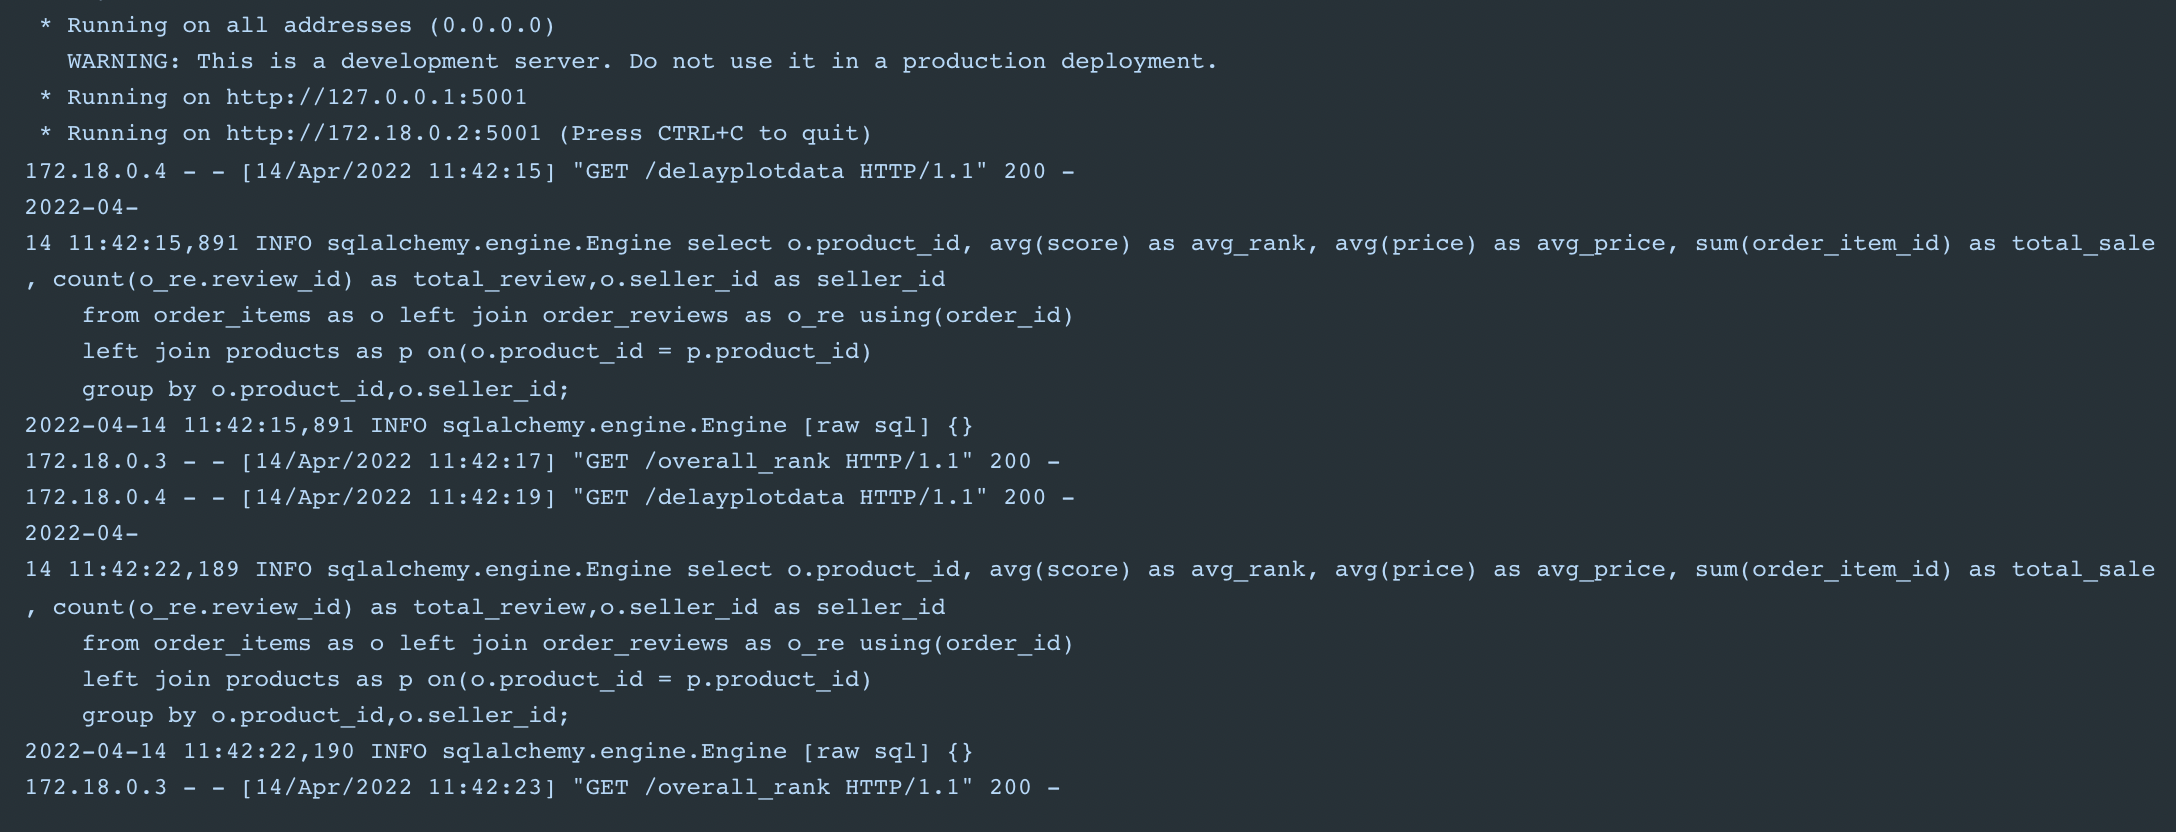 * Running on all addresses (0.0.0.0)
   WARNING: This is a development server. Do not use it in a production deployment.
 * Running on http://127.0.0.1:5001
 * Running on http://172.18.0.2:5001 (Press CTRL+C to quit)
172.18.0.4 - - [14/Apr/2022 11:42:15] "GET /delayplotdata HTTP/1.1" 200 -
2022-04-
14 11:42:15,891 INFO sqlalchemy.engine.Engine select o.product_id, avg(score) as avg_rank, avg(price) as avg_price, sum(order_item_id) as total_sale
, count(o_re.review_id) as total_review,o.seller_id as seller_id
    from order_items as o left join order_reviews as o_re using(order_id)
    left join products as p on(o.product_id = p.product_id)
    group by o.product_id,o.seller_id;
2022-04-14 11:42:15,891 INFO sqlalchemy.engine.Engine [raw sql] {}
172.18.0.3 - - [14/Apr/2022 11:42:17] "GET /overall_rank HTTP/1.1" 200 -
172.18.0.4 - - [14/Apr/2022 11:42:19] "GET /delayplotdata HTTP/1.1" 200 -
2022-04-
14 11:42:22,189 INFO sqlalchemy.engine.Engine select o.product_id, avg(score) as avg_rank, avg(price) as avg_price, sum(order_item_id) as total_sale
, count(o_re.review_id) as total_review,o.seller_id as seller_id
    from order_items as o left join order_reviews as o_re using(order_id)
    left join products as p on(o.product_id = p.product_id)
    group by o.product_id,o.seller_id;
2022-04-14 11:42:22,190 INFO sqlalchemy.engine.Engine [raw sql] {}
172.18.0.3 - - [14/Apr/2022 11:42:23] "GET /overall_rank HTTP/1.1" 200 -